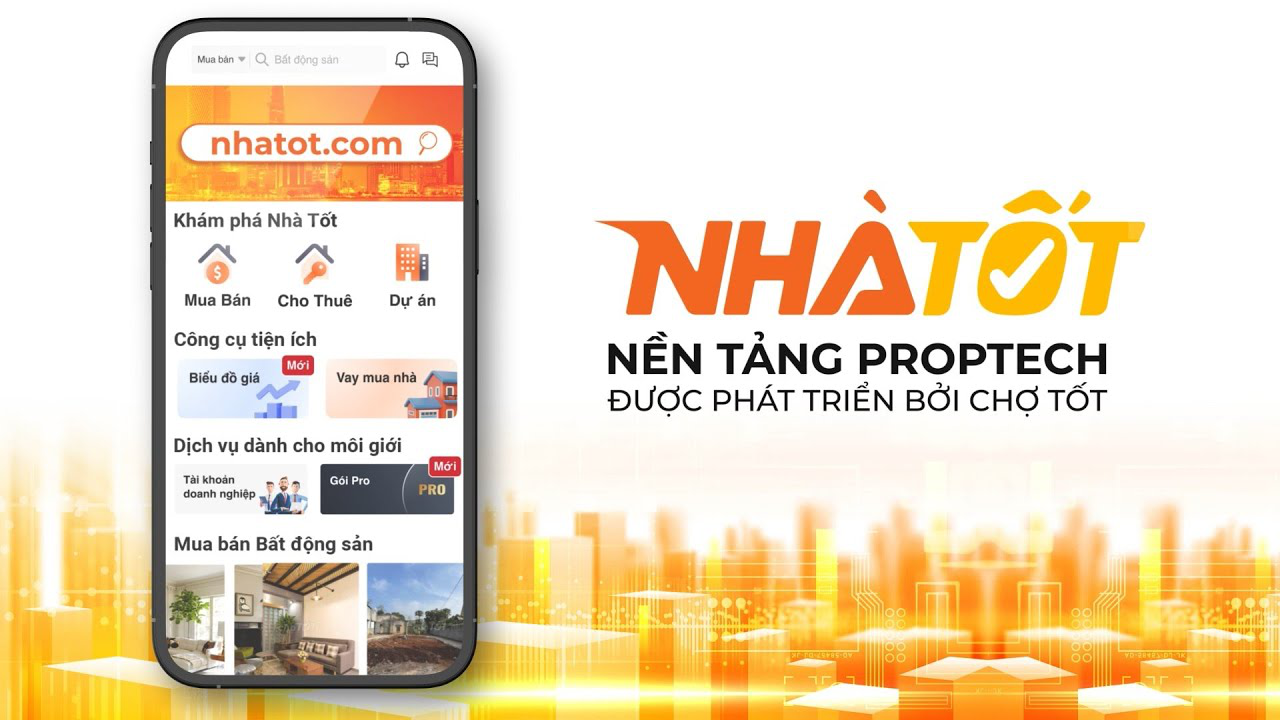 Mua bán
Bất động sản
nhatot.com
Khám phá Nhà Tốt
Mua Bán
Cho Thuê
Dự án
Công cụ tiện ích
Biểu đồ giá
Mới
Vay mua nhà
Dịch vụ dành cho môi giới
Tài khoản
doanh nghiệp
Gói Pro
Mới
PRO
Mua bán Bất động sản
NHÀTỐT
NỀN TẢNG PROPTECH
ĐƯỢC PHÁT TRIỂN BỞI CHỢ TỐT